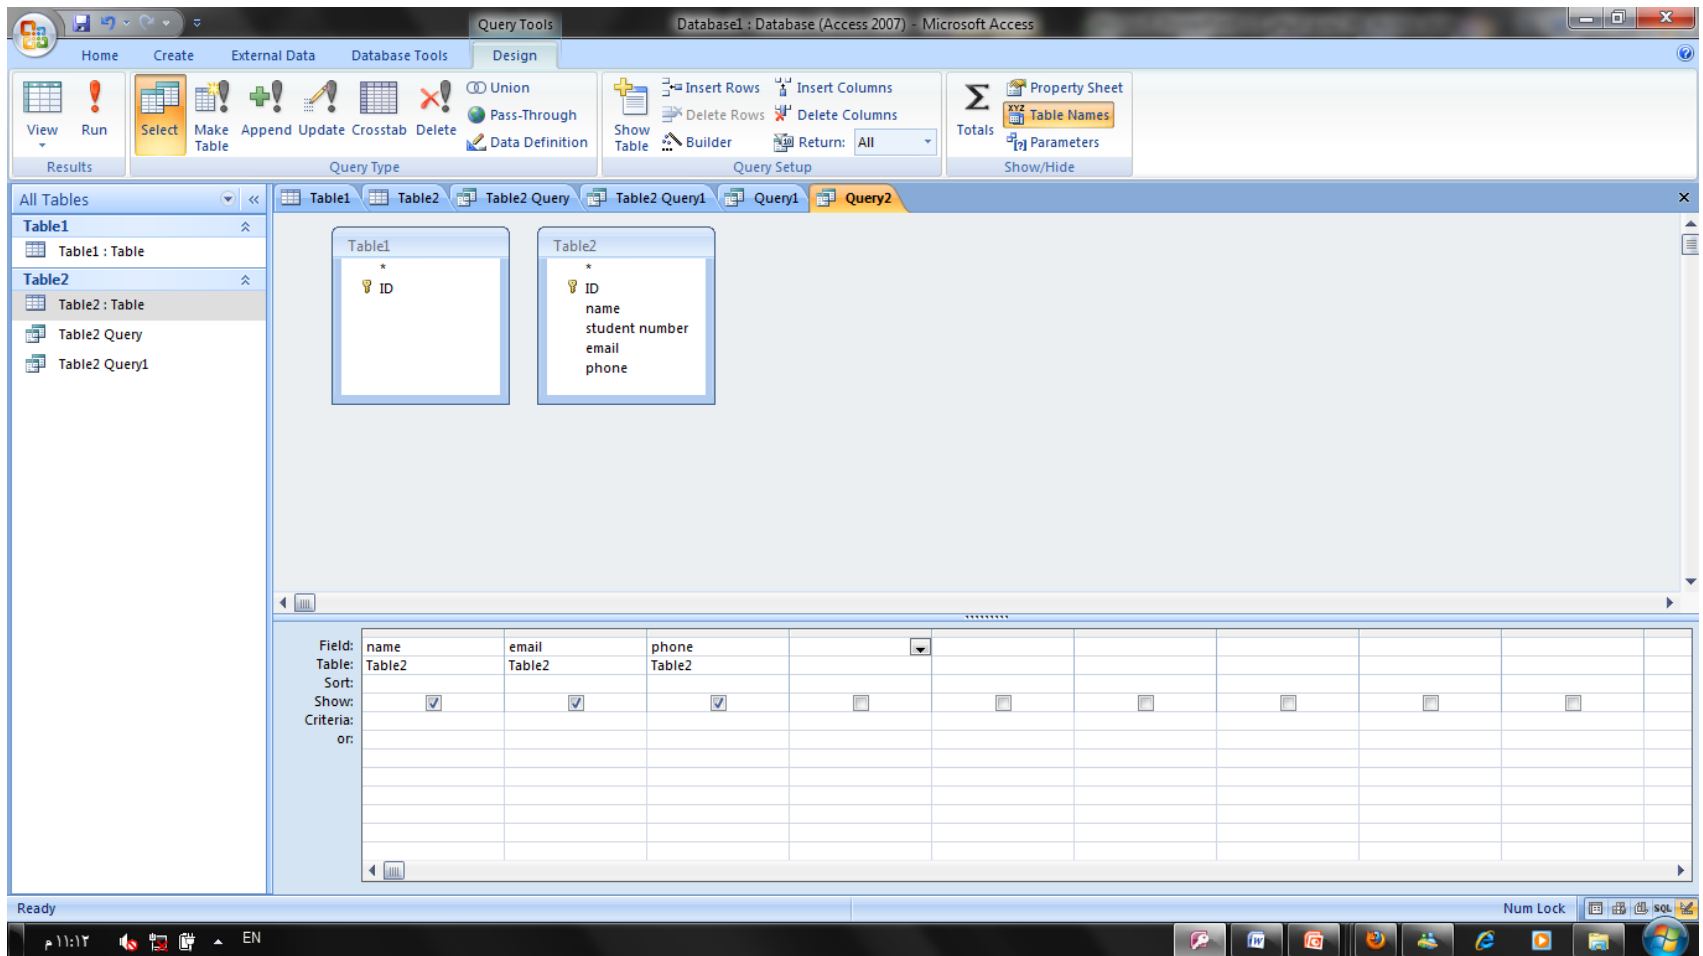 Query Tools
Database1 : Database (Access 2007) - Microsoft Access
Home Create External Data Database Tools Design
View
Run
Select
Make Table
Append
Update
Crosstab
Delete
Union
Pass-Through
Data Definition
Show Table
Insert Rows
Delete Rows
Builder
Insert Columns
Delete Columns
Return: All
Totals
Property Sheet
Table Names
Parameters
Results
Query Type
Query Setup
Show/Hide
All Tables
Table1
Table1 : Table
Table2
Table2 : Table
Table2 Query
Table2 Query1
Table1 Table2 Table2 Query Table2 Query1 Query1 Query2
Table1
*
ID
Table2
*
ID
name
student number
email
phone
Field: name email phone
Table: Table2 Table2 Table2
Sort:
Show:
Criteria:
or:
Ready
Num Lock
SQL
١١:١٢ م
EN